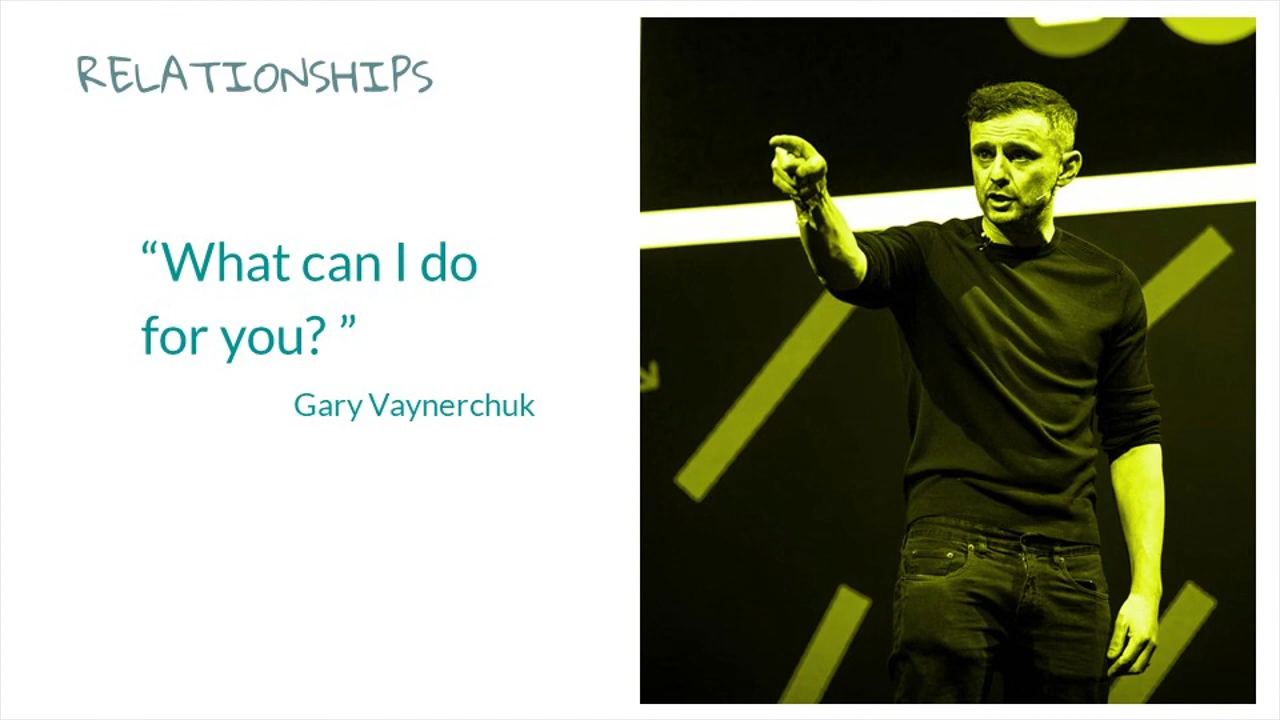 RELATIONSHIPS
“What can I do
for you? ”
Gary Vaynerchuk